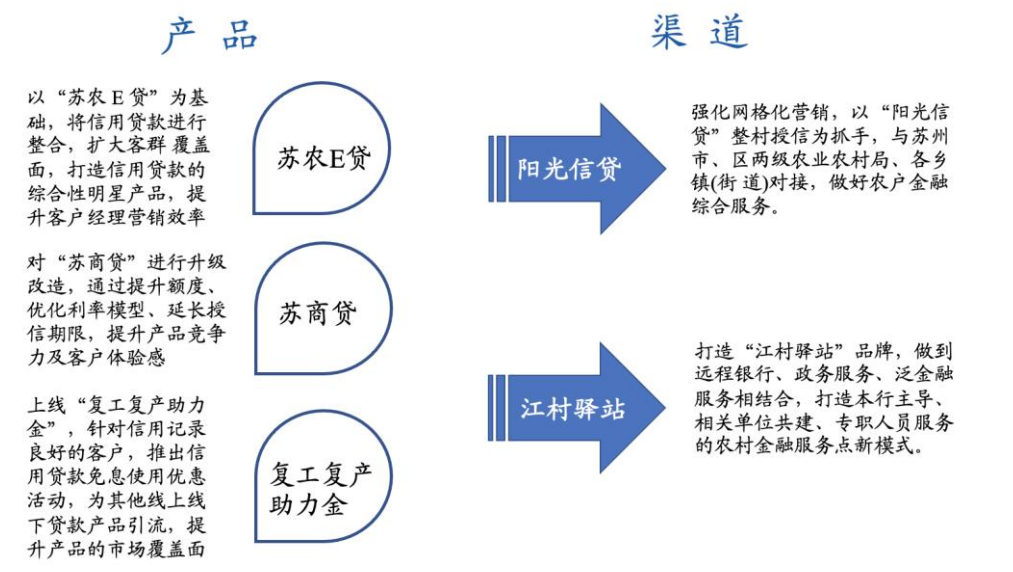 产 品
以“苏农 E 贷”为基
础，将信用贷款进行
整合，扩大客群 覆盖
面，打造信用贷款的
综合性明星产品，提
升客户经理营销效率
苏农E贷
对“苏商贷”进行升级
改造，通过提升额度、
优化利率模型、延长授
信期限，提升产品竞争
力及客户体验感
苏商贷
上线“复工复产助力
金”，针对信用记录
良好的客户，推出信
用贷款免息使用优惠
活动，为其他线上线
下贷款产品引流，提
升产品的市场覆盖面
复工复产
助力金
渠 道
阳光信贷
强化网格化营销，以“阳光信
贷”整村授信为抓手，与苏州
市、区两级农业农村局、各乡
镇(街 道)对接，做好农户金融
综合服务。
江村驿站
打造“江村驿站”品牌，做到
远程银行、政务服务、泛金融
服务相结合，打造本行主导、
相关单位共建、专职人员服务
的农村金融服务点新模式。